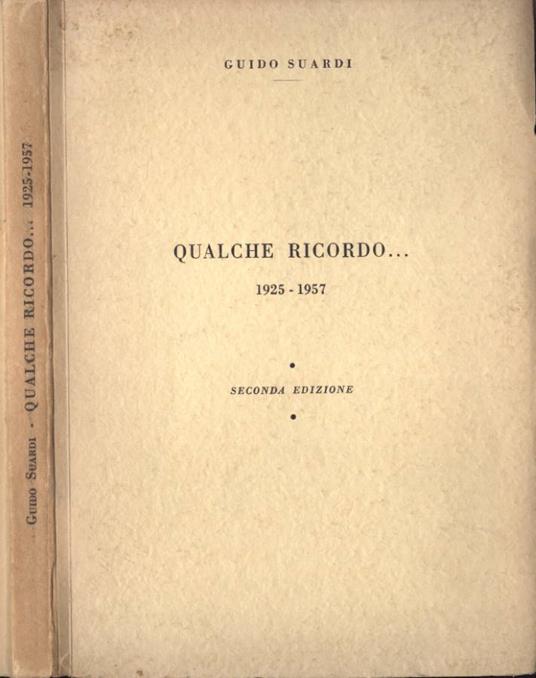 GUIDO SUARDI
QUALCHE RICORDO...
1925-1957
SECONDA EDIZIONE
GUIDO SUARDI - QUALCHE RICORDO... 1925-1957